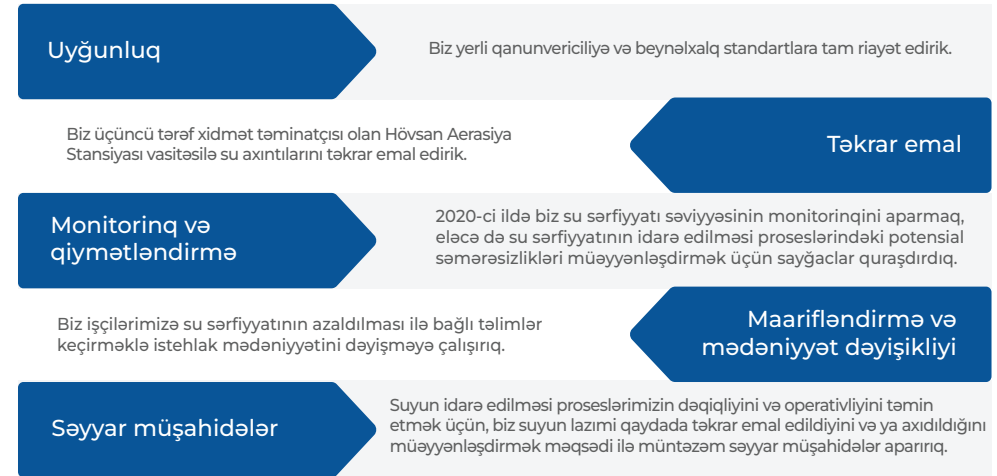 Uyğunluq
Biz yerli qanunvericiliyə və beynəlxalq standartlara tam riayət edirik.
Biz üçüncü tərəf xidmət təminatçısı olan Hövsan Aerasiya
Stansiyası vasitəsilə su axıntılarını təkrar emal edirik.
Təkrar emal
Monitorinq və
qiymətləndirmə
2020-ci ildə biz su sərfiyyatı səviyyəsinin monitorinqini aparmaq,
eləcə də su sərfiyyatının idarə edilməsi proseslərindəki potensial
səmərəsizlikləri müəyyənləşdirmək üçün sayğaclar quraşdırdıq.
Biz işçilərimizə su sərfiyyatının azaldılması ilə bağlı təlimlər
keçirməklə istehlak mədəniyyətini dəyişməyə çalışırıq.
Maarifləndirmə və
mədəniyyət dəyişikliyi
Səyyar müşahidələr
Suyun idarə edilməsi proseslərimizin dəqiqliyini və operativliyini təmin
etmək üçün, biz suyun lazımi qaydada təkrar emal edildiyini və ya axıdıldığını
müəyyənləşdirmək məqsədi ilə müntəzəm səyyar müşahidələr aparırıq.